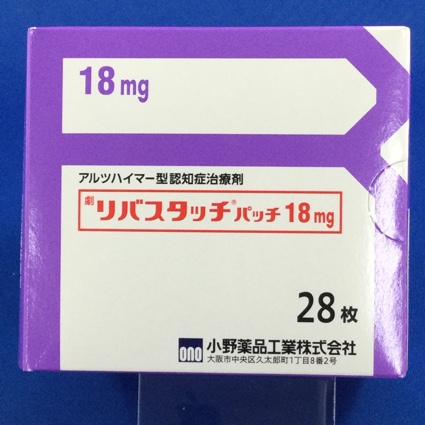 18mg
アルツハイマー型認知症治療剤
劇 リバスタッチ® パッチ 18mg
28枚
ono 小野薬品工業株式会社
大阪市中央区久太郎町1丁目8番2号